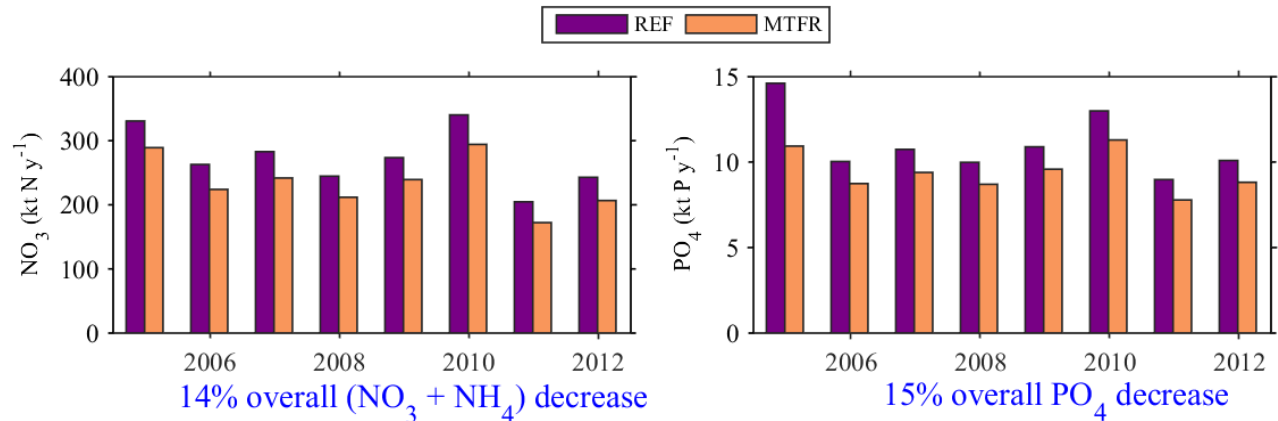 REF MTFR
400
300
200
100
0
NO₃ (kt N y⁻¹)
2006 2008 2010 2012
14% overall (NO₃ + NH₄) decrease
15
10
5
0
PO₄ (kt P y⁻¹)
2006 2008 2010 2012
15% overall PO₄ decrease